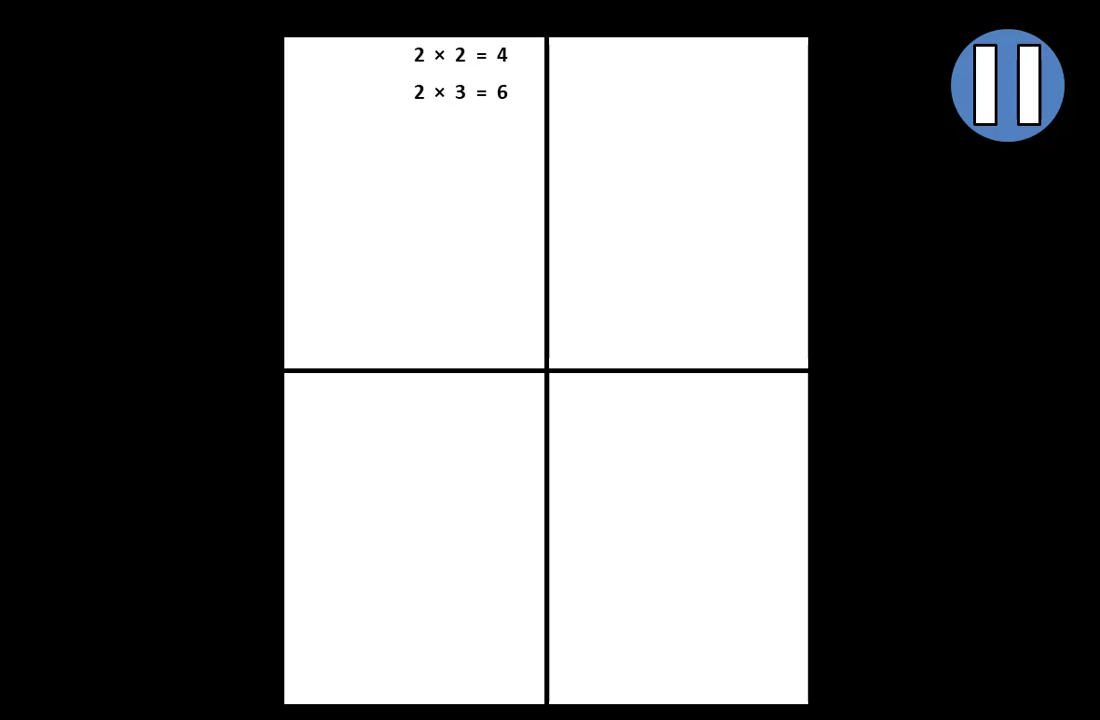 2 × 2 = 4
2 × 3 = 6